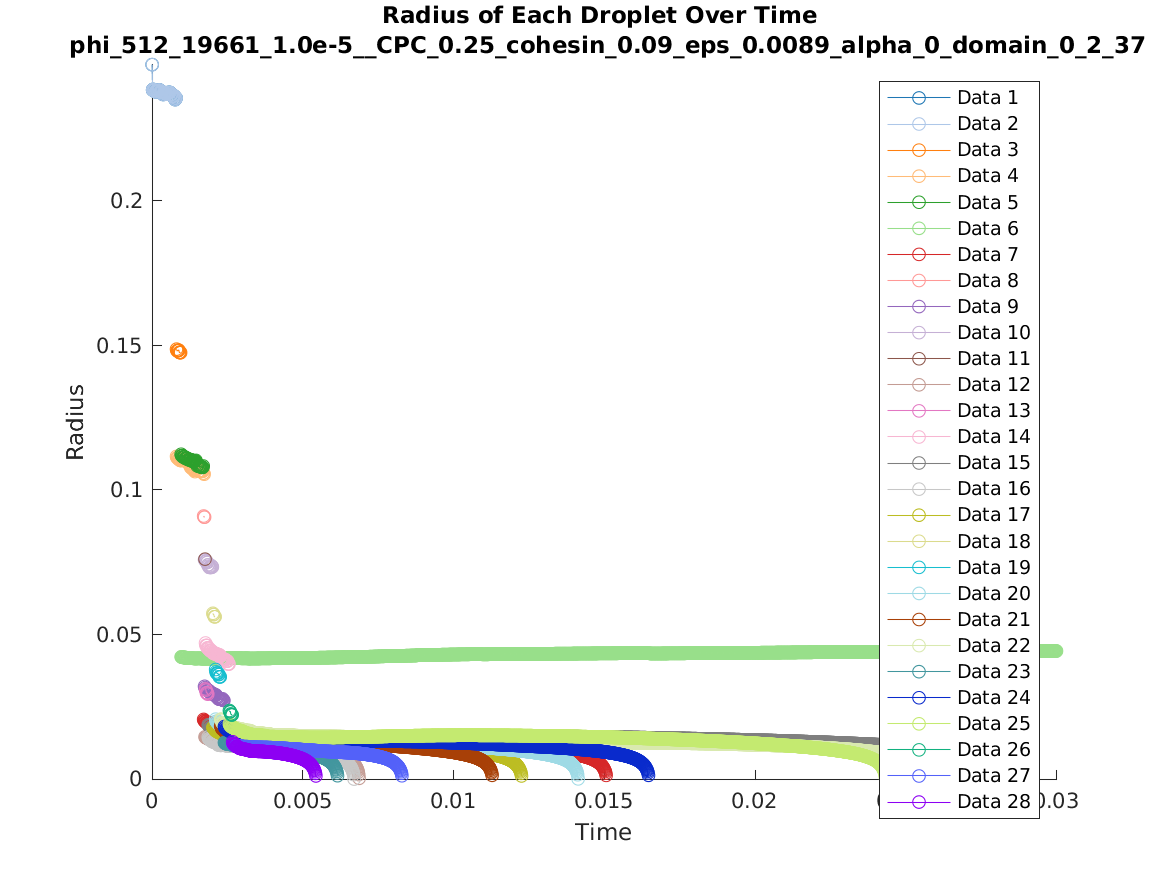 Radius of Each Droplet Over Time
phi_512_19661_1.0e-5__CPC_0.25_cohesin_0.09_eps_0.0089_alpha_0_domain_0_2_37
Radius
0.2
0.15
0.1
0.05
0
0
0.005
0.01
0.015
0.02
0.03
Time
Data 1
Data 2
Data 3
Data 4
Data 5
Data 6
Data 7
Data 8
Data 9
Data 10
Data 11
Data 12
Data 13
Data 14
Data 15
Data 16
Data 17
Data 18
Data 19
Data 20
Data 21
Data 22
Data 23
Data 24
Data 25
Data 26
Data 27
Data 28